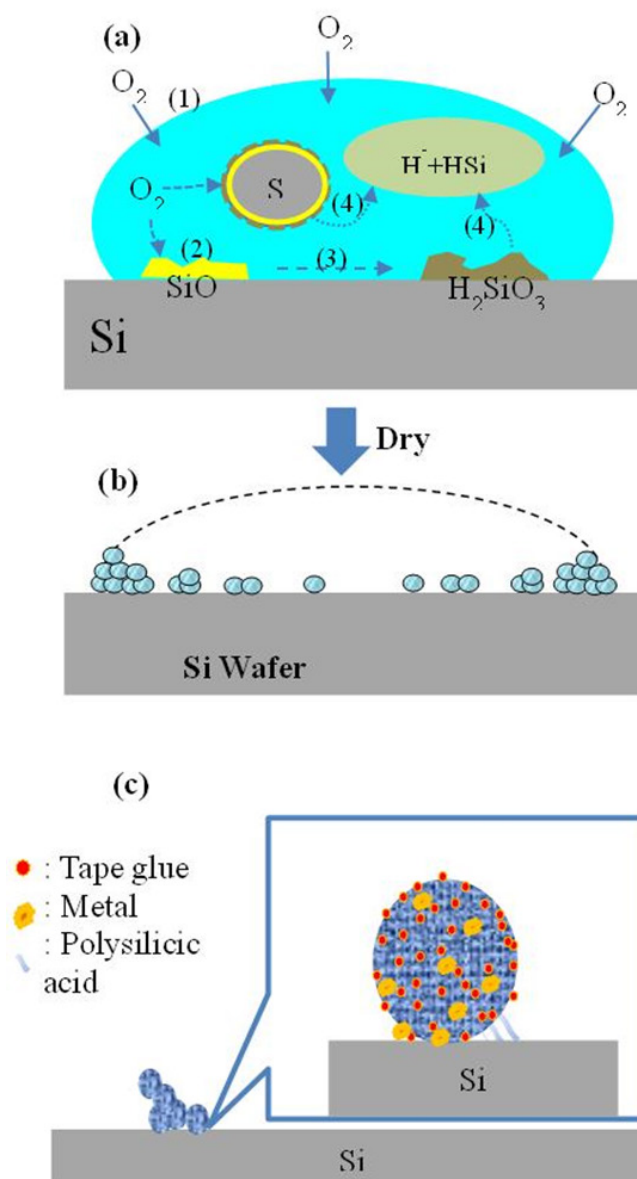 (a)
O₂
O₂
(1)
O₂
O₂
S
H⁻+HSi
(4)
(4)
(2)
(3)
SiO
H₂SiO₃
Si
Dry
(b)
Si Wafer
(c)
: Tape glue
: Metal
: Polysilicic
acid
Si
Si